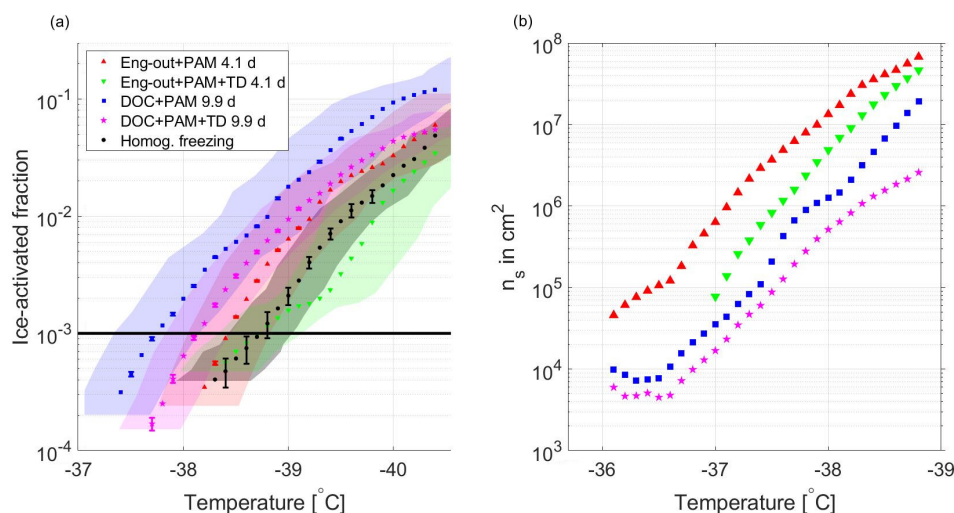 (a)
Ice-activated fraction
10^-1
10^-2
10^-3
10^-4
Eng-out+PAM 4.1 d
Eng-out+PAM+TD 4.1 d
DOC+PAM 9.9 d
DOC+PAM+TD 9.9 d
Homog. freezing
-37 -38 -39 -40
Temperature [°C]
(b)
n_s in cm^2
10^8
10^7
10^6
10^5
10^4
10^3
-36 -37 -38 -39
Temperature [°C]